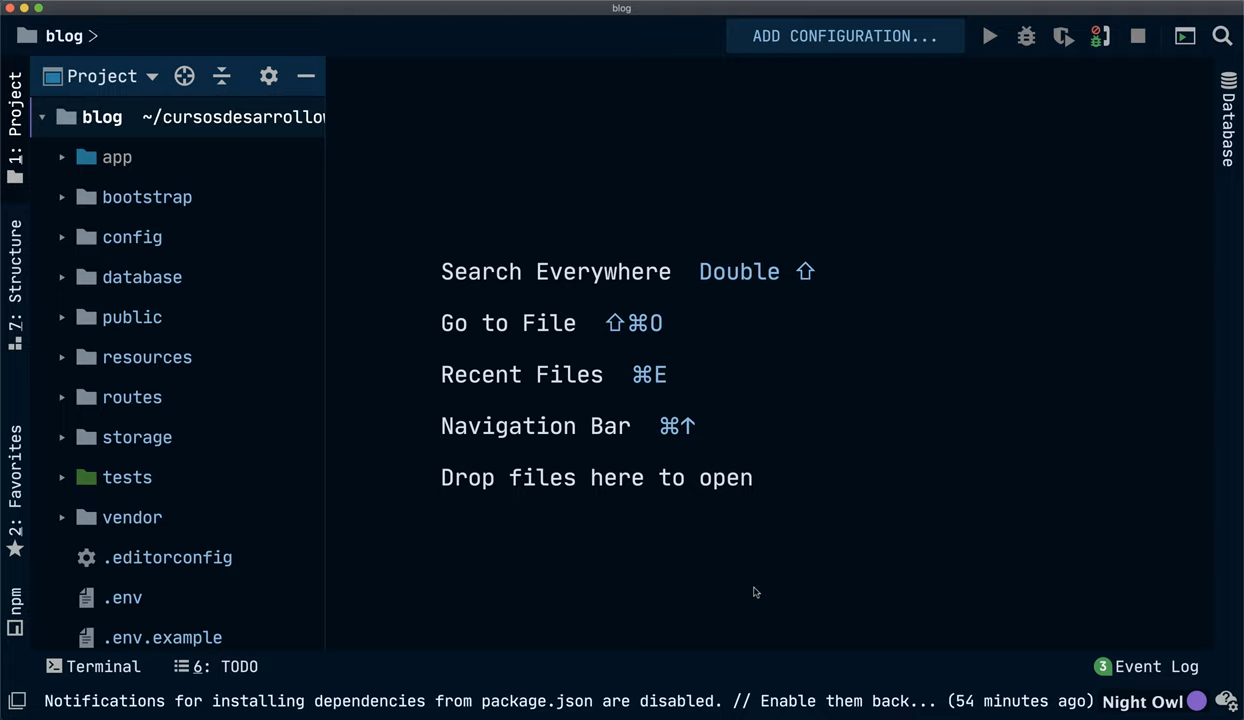 blog
blog >
ADD CONFIGURATION...
Project
1: Project
7: Structure
2: Favorites
npm
Database
blog ~/cursosdesarrollow
app
bootstrap
config
database
public
resources
routes
storage
tests
vendor
.editorconfig
.env
.env.example
Search Everywhere Double ⇧
Go to File ⇧⌘O
Recent Files ⌘E
Navigation Bar ⌘↑
Drop files here to open
Terminal
6: TODO
3 Event Log
Notifications for installing dependencies from package.json are disabled. // Enable them back... (54 minutes ago)
Night Owl